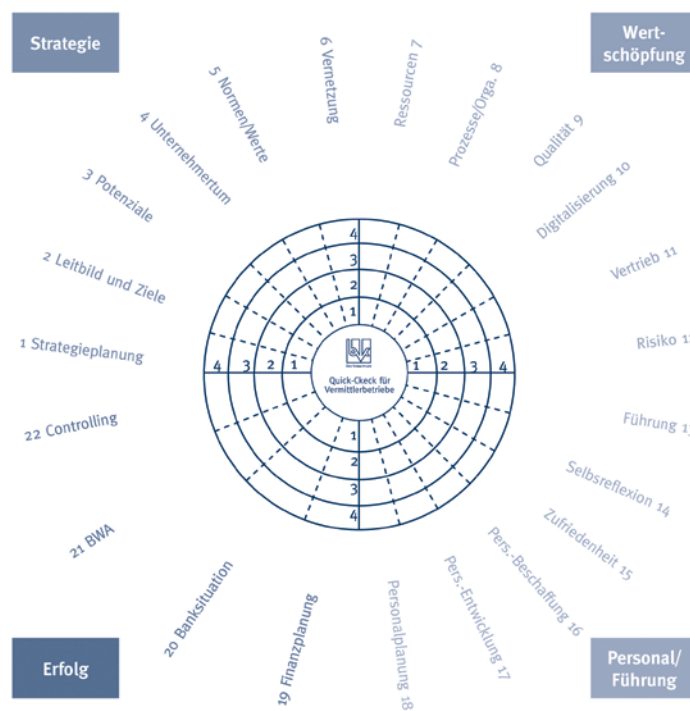 Strategie
Wert-
schöpfung
1 Strategieplanung
2 Leitbild und Ziele
3 Potenziale
4 Unternehmertum
5 Normen/Werte
6 Vernetzung
Ressourcen 7
Prozesse/Orga. 8
Qualität 9
Digitalisierung 10
Vertrieb 11
Risiko 12
Führung 13
Selbsreflexion 14
Zufriedenheit 15
Pers.-Beschaffung 16
Pers.-Entwicklung 17
Personalplanung 18
19 Finanzplanung
20 Banksituation
21 BWA
22 Controlling
4
3
2
1
4 3 2 1
1 2 3 4
Quick-Ckeck für
Vermittlerbetriebe
1
2
3
4
Erfolg
Personal/
Führung